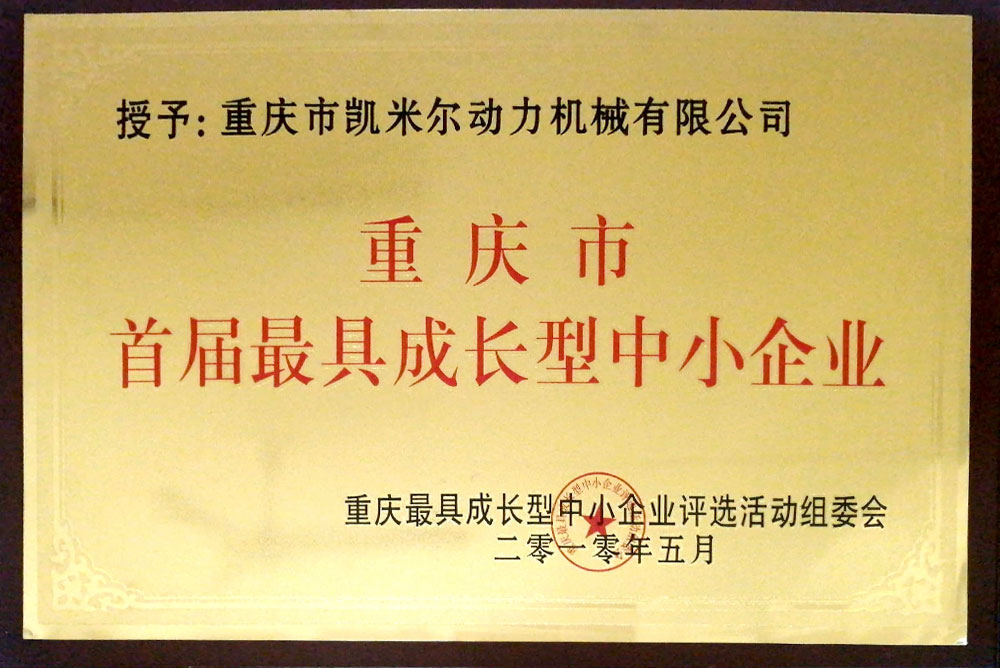 授予：重庆市凯米尔动力机械有限公司
重庆市
首届最具成长型中小企业
重庆最具成长型中小企业评选活动组委会
二零一零年五月